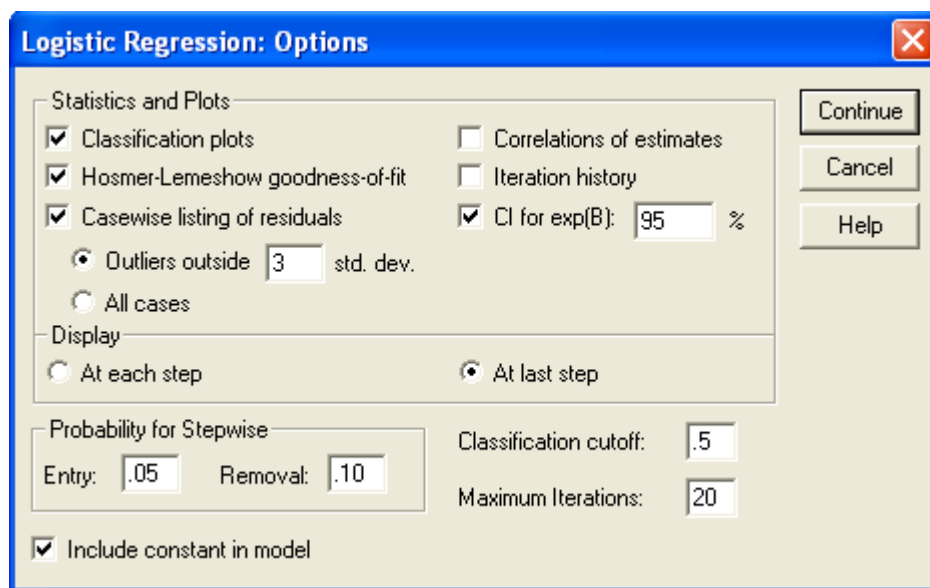 Logistic Regression: Options
Statistics and Plots
Classification plots
Correlations of estimates
Hosmer-Lemeshow goodness-of-fit
Iteration history
Casewise listing of residuals
CI for exp(B): 95 %
Outliers outside 3 std. dev.
All cases
Continue
Cancel
Help
Display
At each step
At last step
Probability for Stepwise
Entry: .05 Removal: .10
Classification cutoff: .5
Maximum Iterations: 20
Include constant in model